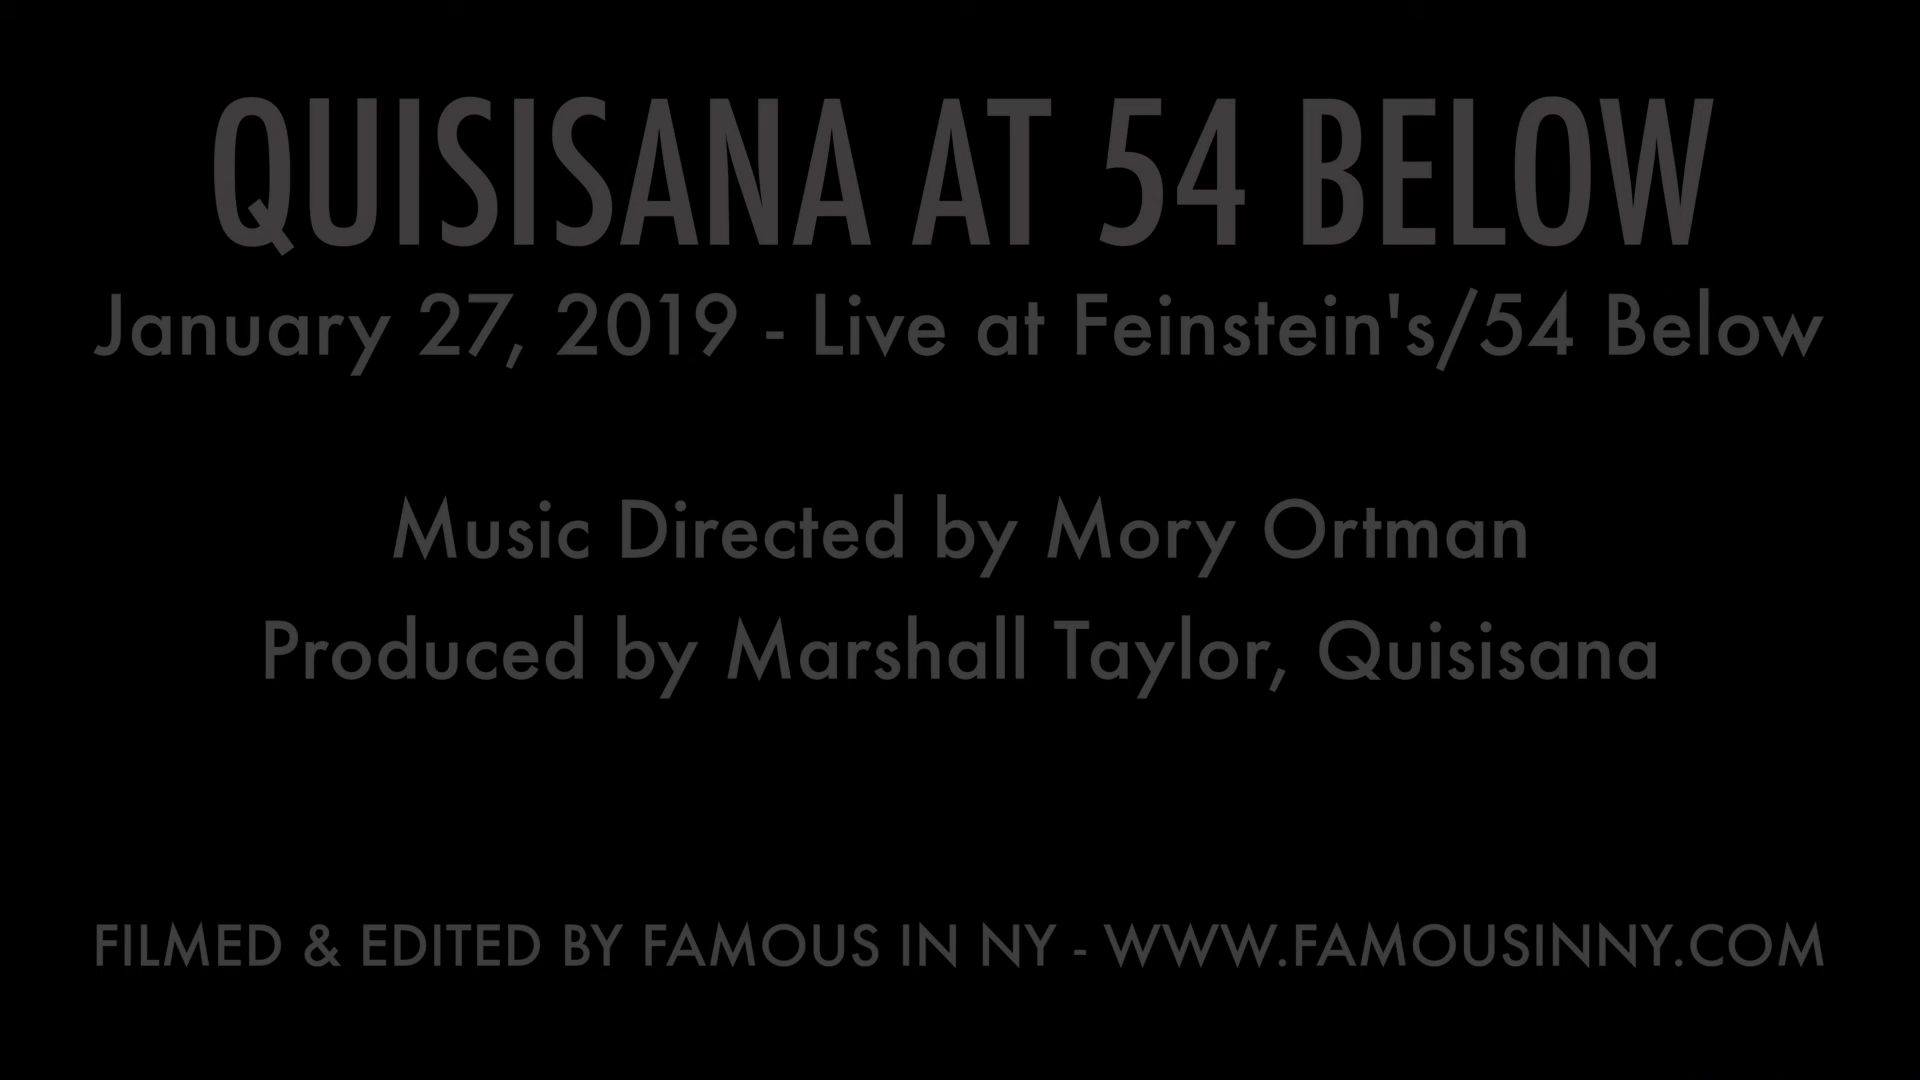 QUISISANA AT 54 BELOW
January 27, 2019 - Live at Feinstein's/54 Below
Music Directed by Mory Ortman
Produced by Marshall Taylor, Quisisana
FILMED & EDITED BY FAMOUS IN NY - WWW.FAMOUSINNY.COM